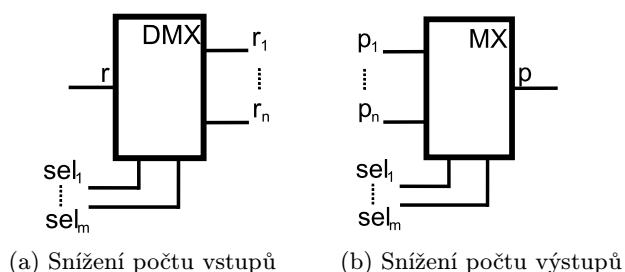 DMX
r
r1
rn
sel1
selm
(a) Snížení počtu vstupů
MX
p1
pn
p
sel1
selm
(b) Snížení počtu výstupů